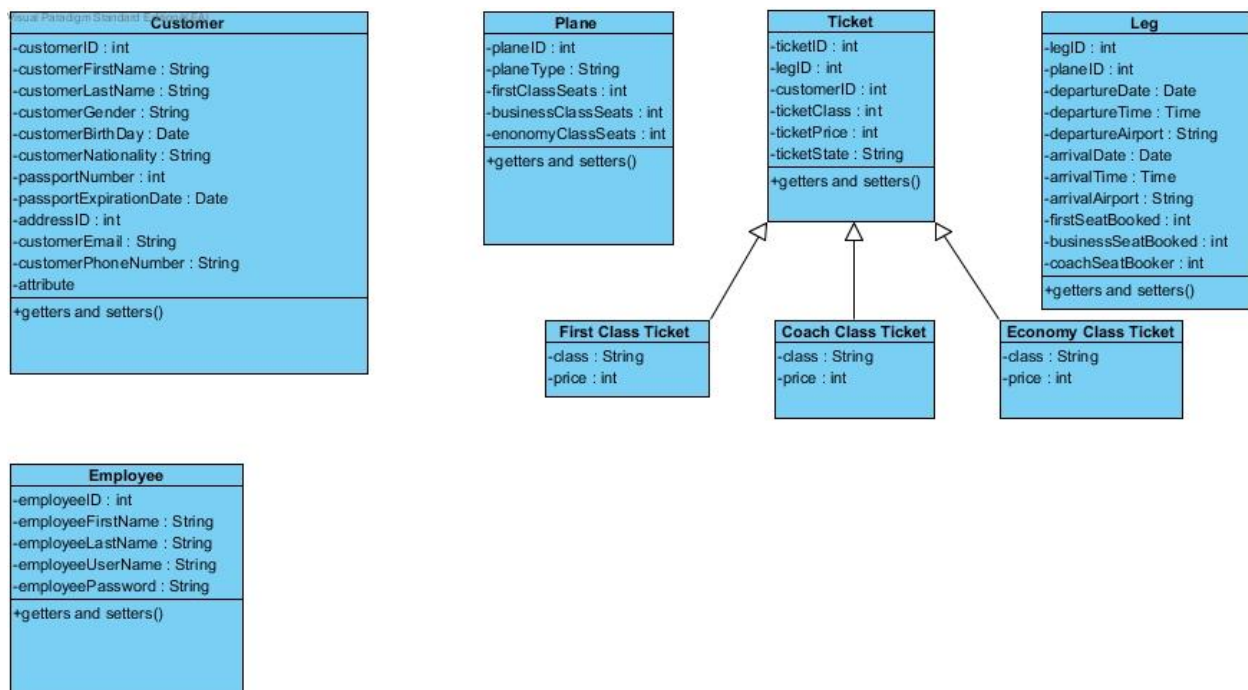 Visual Paradigm Standard
Customer
-customerID : int
-customerFirstName : String
-customerLastName : String
-customerGender : String
-customerBirthDay : Date
-customerNationality : String
-passportNumber : int
-passportExpirationDate : Date
-addressID : int
-customerEmail : String
-customerPhoneNumber : String
-attribute
+getters and setters()
Plane
-planeID : int
-planeType : String
-firstClassSeats : int
-businessClassSeats : int
-enonomyClassSeats : int
+getters and setters()
Ticket
-ticketID : int
-legID : int
-customerID : int
-ticketClass : int
-ticketPrice : int
-ticketState : String
+getters and setters()
Leg
-legID : int
-planeID : int
-departureDate : Date
-departureTime : Time
-departureAirport : String
-arrivalDate : Date
-arrivalTime : Time
-arrivalAirport : String
-firstSeatBooked : int
-businessSeatBooked : int
-coachSeatBooker : int
+getters and setters()
First Class Ticket
-class : String
-price : int
Coach Class Ticket
-class : String
-price : int
Economy Class Ticket
-class : String
-price : int
Employee
-employeeID : int
-employeeFirstName : String
-employeeLastName : String
-employeeUserName : String
-employeePassword : String
+getters and setters()